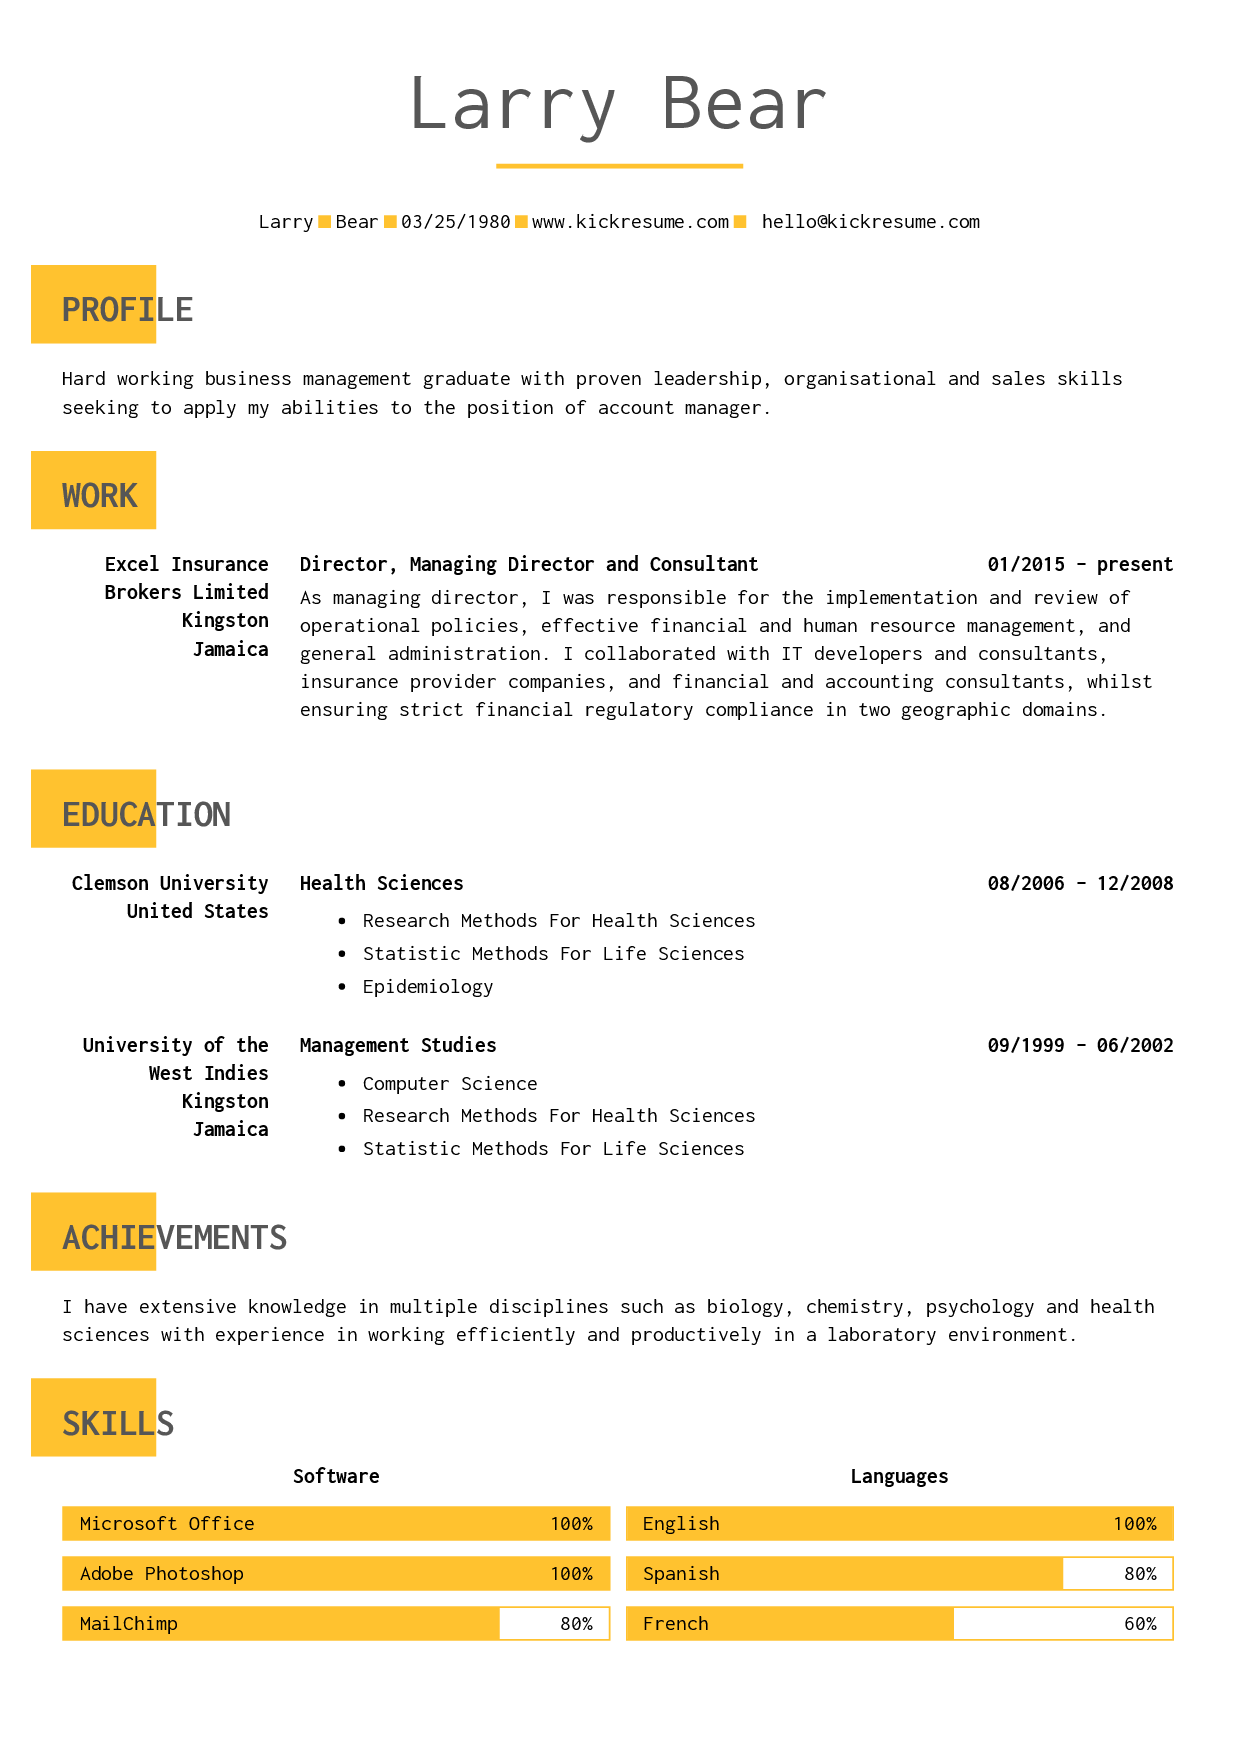 Larry Bear
Larry Bear 03/25/1980 www.kickresume.com hello@kickresume.com
PROFILE
Hard working business management graduate with proven leadership, organisational and sales skills
seeking to apply my abilities to the position of account manager.
WORK
Excel Insurance
Brokers Limited
Kingston
Jamaica
Director, Managing Director and Consultant 01/2015 – present
As managing director, I was responsible for the implementation and review of
operational policies, effective financial and human resource management, and
general administration. I collaborated with IT developers and consultants,
insurance provider companies, and financial and accounting consultants, whilst
ensuring strict financial regulatory compliance in two geographic domains.
EDUCATION
Clemson University
United States
Health Sciences 08/2006 – 12/2008
• Research Methods For Health Sciences
• Statistic Methods For Life Sciences
• Epidemiology
University of the
West Indies
Kingston
Jamaica
Management Studies 09/1999 – 06/2002
• Computer Science
• Research Methods For Health Sciences
• Statistic Methods For Life Sciences
ACHIEVEMENTS
I have extensive knowledge in multiple disciplines such as biology, chemistry, psychology and health
sciences with experience in working efficiently and productively in a laboratory environment.
SKILLS
Software
Microsoft Office 100%
Adobe Photoshop 100%
MailChimp 80%
Languages
English 100%
Spanish 80%
French 60%